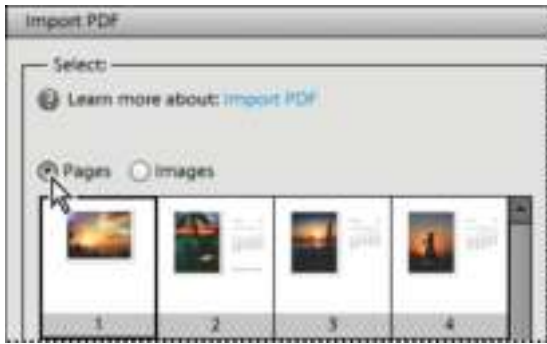 Import PDF
Select:
Learn more about: Import PDF
Pages Images
1 2 3 4